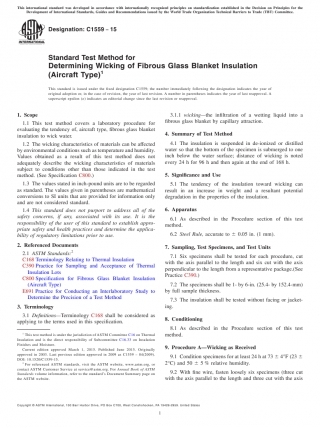 This international standard was developed in accordance with internationally recognized principles on standardization established in the Decision on Principles for the
Development of International Standards, Guides and Recommendations issued by the World Trade Organization Technical Barriers to Trade (TBT) Committee.
Designation: C1559 − 15
Standard Test Method for
Determining Wicking of Fibrous Glass Blanket Insulation
(Aircraft Type)1
This standard is issued under the fixed designation C1559; the number immediately following the designation indicates the year of
original adoption or, in the case of revision, the year of last revision. A number in parentheses indicates the year of last reapproval. A
superscript epsilon (ε) indicates an editorial change since the last revision or reapproval.
1. Scope
1.1 This test method covers a laboratory procedure for
evaluating the tendency of aircraft type, fibrous glass blanket
insulation to wick water.
1.2 The wicking characteristics of materials can be affected
by environmental conditions such as temperature and humidity.
Values obtained as a result of this test method does not
adequately describe the wicking characteristics of materials
subject to conditions other than those indicated in the test
method. (See Specification C800.)
1.3 The values stated in inch-pound units are to be regarded
as standard. The values given in parentheses are mathematical
conversions to SI units that are provided for information only
and are not considered standard.
1.4 This standard does not purport to address all of the
safety concerns, if any, associated with its use. It is the
responsibility of the user of this standard to establish appro-
priate safety and health practices and determine the applica-
bility of regulatory limitations prior to use.
2. Referenced Documents
2.1 ASTM Standards:2
C168 Terminology Relating to Thermal Insulation
C390 Practice for Sampling and Acceptance of Thermal
Insulation Lots
C800 Specification for Fibrous Glass Blanket Insulation
(Aircraft Type)
E691 Practice for Conducting an Interlaboratory Study to
Determine the Precision of a Test Method
3. Terminology
3.1 Definitions—Terminology C168 shall be considered as
applying to the terms used in this specification.
1 This test method is under the jurisdiction of ASTM Committee C16 on Thermal
Insulation and is the direct responsibility of Subcommittee C16.23 on Insulation
Finishes and Moisture.
Current edition approved March 1, 2015. Published June 2015. Originally
approved in 2003. Last previous edition approved in 2009 as C1559 – 04(2009).
DOI: 10.1520/C1559-15.
2 For referenced ASTM standards, visit the ASTM website, www.astm.org, or
contact ASTM Customer Service at service@astm.org. For Annual Book of ASTM
Standards volume information, refer to the standard's Document Summary page on
the ASTM website.
3.1.1 wicking—the infiltration of a wetting liquid into a
fibrous glass blanket by capillary attraction.
4. Summary of Test Method
4.1 The insulation is suspended in de-ionized or distilled
water so that the bottom of the specimen is submerged to one
inch below the water surface; distance of wicking is noted
every 24 h for 96 h and then again at the end of 168 h.
5. Significance and Use
5.1 The tendency of the insulation toward wicking can
result in an increase in weight and a resultant potential
degradation in the properties of the insulation.
6. Apparatus
6.1 As described in the Procedure section of this test
method.
6.2 Steel Rule, accurate to ± 0.05 in. (1 mm).
7. Sampling, Test Specimens, and Test Units
7.1 Six specimens shall be tested for each procedure, cut
with the axis parallel to the length and six cut with the axis
perpendicular to the length from a representative package.(See
Practice C390.)
7.2 The specimens shall be 1- by 6-in. (25.4- by 152.4-mm)
by full sample thickness.
7.3 The insulation shall be tested without facing or jacket-
ing.
8. Conditioning
8.1 As described in the Procedure section of this test
method.
9. Procedure A—Wicking as Received
9.1 Condition specimens for at least 24 h at 73 ± 4°F (23 ±
2°C) and 50 ± 5 % relative humidity.
9.2 With fine wire, fasten loosely six specimens (three cut
with the axis parallel to the length and three cut with the axis
Copyright © ASTM International, 100 Barr Harbor Drive, PO Box C700, West Conshohocken, PA 19428-2959. United States
1